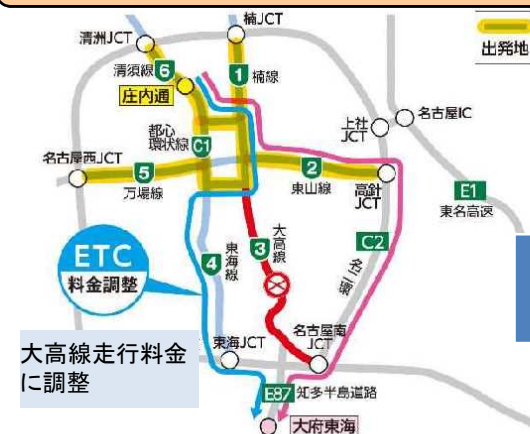 清洲JCT
楠JCT
出発地
清須線
6
1
楠線
庄内通
都心
環状線
C1
上社
JCT
名古屋IC
名古屋西JCT
5
万場線
2
東山線
高針
JCT
E1
東名高速
C2
名二環
ETC
料金調整
4
東海線
3
大高線
大高線走行料金
に調整
東海JCT
名古屋南
JCT
E87 知多半島道路
大府東海